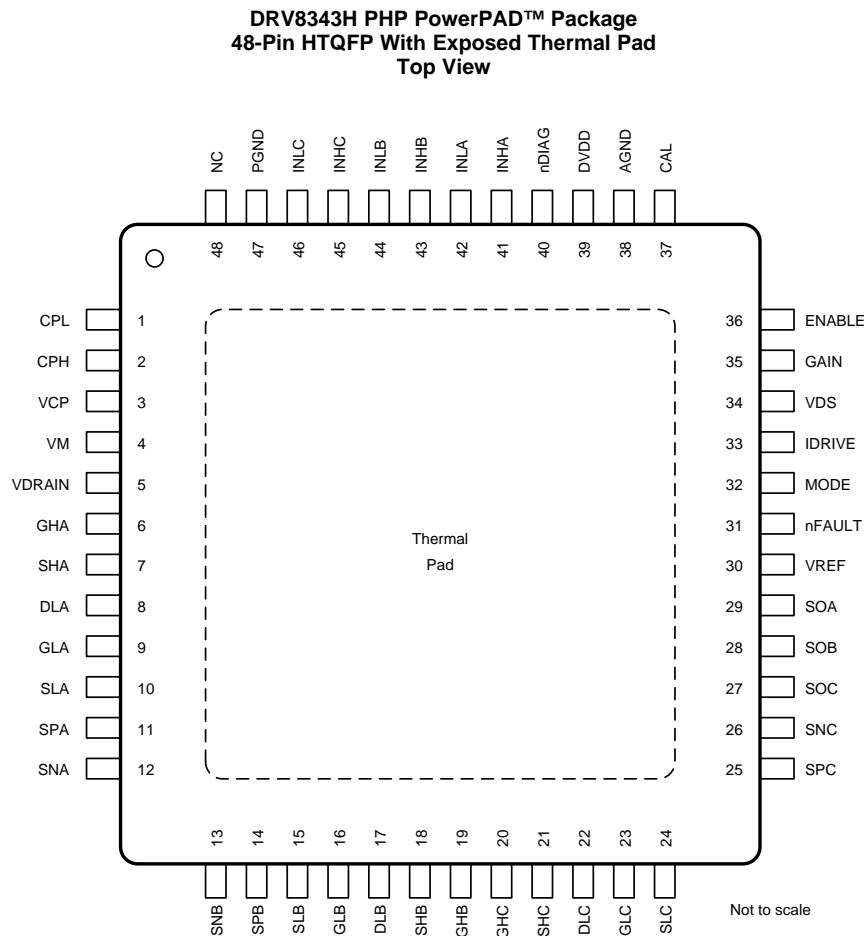 DRV8343H PHP PowerPAD™ Package
48-Pin HTQFP With Exposed Thermal Pad
Top View
NC PGND INLC INHC INLB INHB INLA INHA nDIAG DVDD AGND CAL
48 47 46 45 44 43 42 41 40 39 38 37
CPL 1 36 ENABLE
CPH 2 35 GAIN
VCP 3 34 VDS
VM 4 33 IDRIVE
VDRAIN 5 32 MODE
GHA 6 31 nFAULT
SHA 7 30 VREF
DLA 8 29 SOA
GLA 9 28 SOB
SLA 10 27 SOC
SPA 11 26 SNC
SNA 12 25 SPC
Thermal
Pad
13 14 15 16 17 18 19 20 21 22 23 24
SNB SPB SLB GLB DLB SHB GHB GHC SHC DLC GLC SLC
Not to scale